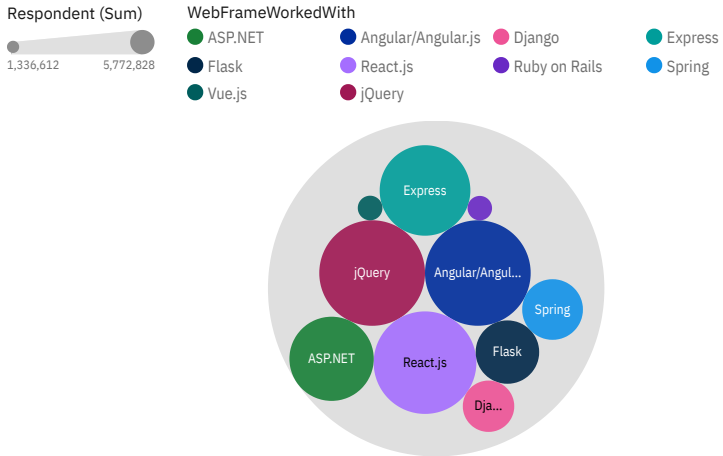 Respondent (Sum)
1,336,612 5,772,828
WebFrameWorkedWith
ASP.NET Angular/Angular.js Django Express
Flask React.js Ruby on Rails Spring
Vue.js jQuery
Express
jQuery Angular/Angul...
Spring
ASP.NET React.js Flask
Dja...